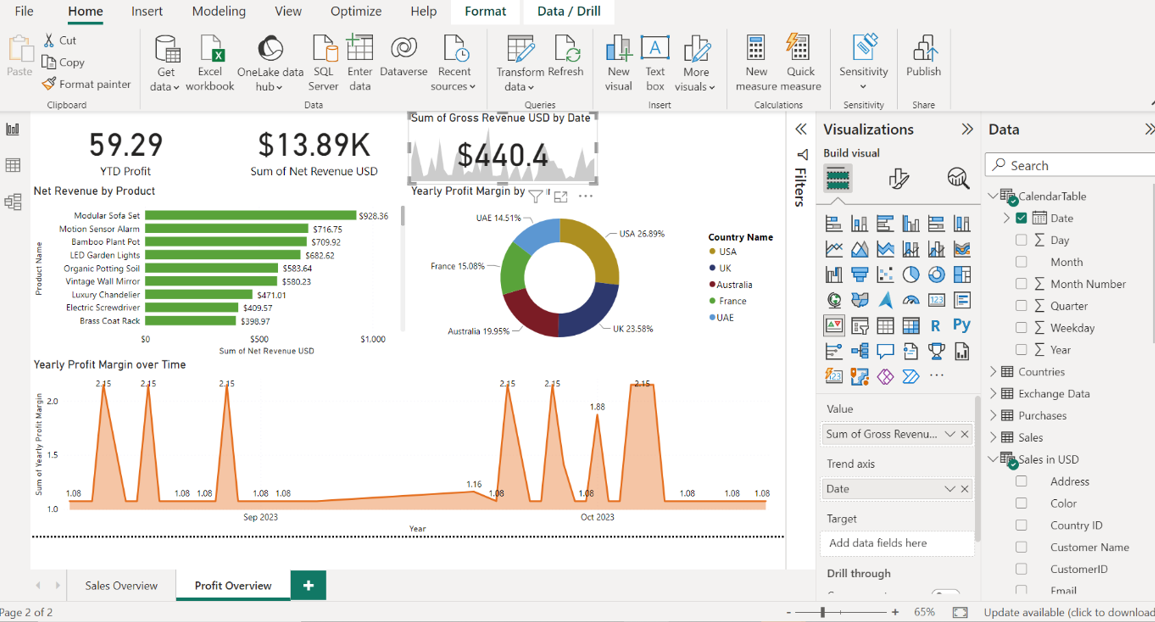 File Home Insert Modeling View Optimize Help Format Data / Drill
Paste
Cut
Copy
Format painter
Clipboard
Get data
Excel workbook
OneLake data hub
SQL Server
Enter data
Dataverse
Recent sources
Data
Transform data
Refresh
Queries
New visual
Text box
More visuals
Insert
New measure
Quick measure
Calculations
Sensitivity
Sensitivity
Publish
Share
59.29
YTD Profit
$13.89K
Sum of Net Revenue USD
Sum of Gross Revenue USD by Date
$440.4
Net Revenue by Product
Product Name
Modular Sofa Set $928.36
Motion Sensor Alarm $716.75
Bamboo Plant Pot $709.92
LED Garden Lights $682.62
Organic Potting Soil $583.64
Vintage Wall Mirror $580.23
Luxury Chandelier $471.01
Electric Screwdriver $409.57
Brass Coat Rack $398.97
$0 $500 $1.000
Sum of Net Revenue USD
Yearly Profit Margin by
UAE 14.51%
USA 26.89%
France 15.08%
Australia 19.95%
UK 23.58%
Country Name
USA
UK
Australia
France
UAE
Yearly Profit Margin over Time
Sum of Yearly Profit Margin
2.0
1.5
1.0
2.15 2.15 2.15 2.15 2.15 2.15
1.88
1.16
1.08 1.08 1.08 1.08 1.08 1.08 1.08 1.08 1.08 1.08
Sep 2023 Oct 2023
Year
Filters
Visualizations
Build visual
123
R
Py
123
Value
Sum of Gross Revenu...
Trend axis
Date
Target
Add data fields here
Drill through
Data
Search
CalendarTable
Date
Day
Month
Month Number
Quarter
Weekday
Year
Countries
Exchange Data
Purchases
Sales
Sales in USD
Address
Color
Country ID
Customer Name
CustomerID
Email
Sales Overview
Profit Overview
Page 2 of 2
- + 65%
Update available (click to download